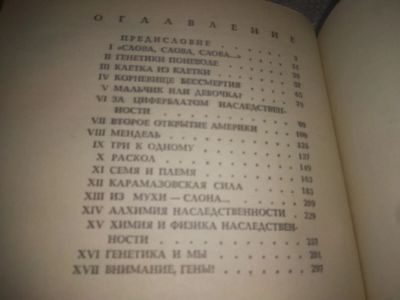 ОГЛАВЛЕНИЕ
ПРЕДИСЛОВИЕ
I «СЛОВА, СЛОВА, СЛОВА...»
II ГЕНЕТИКИ ПОНЕВОЛЕ
III КЛЕТКА ИЗ КЛЕТКИ
IV КОРНЕВИЩЕ БЕССМЕРТИЯ
V МАЛЬЧИК ИЛИ ДЕВОЧКА?
VI ЗА ЦИФЕРБЛАТОМ НАСЛЕДСТВЕН-
НОСТИ
VII ВТОРОЕ ОТКРЫТИЕ АМЕРИКИ
VIII МЕНДЕЛЬ
IX ТРИ К ОДНОМУ
X РАСКОЛ
XI СЕМЯ И ПЛЕМЯ
XII КАРАМАЗОВСКАЯ СИЛА
XIII ИЗ МУХИ — СЛОНА...
XIV АЛХИМИЯ НАСЛЕДСТВЕННОСТИ 229
XV ХИМИЯ И ФИЗИКА НАСЛЕДСТВЕН-
НОСТИ
XVI ГЕНЕТИКА И МЫ
XVII ВНИМАНИЕ, ГЕНЫ! 297